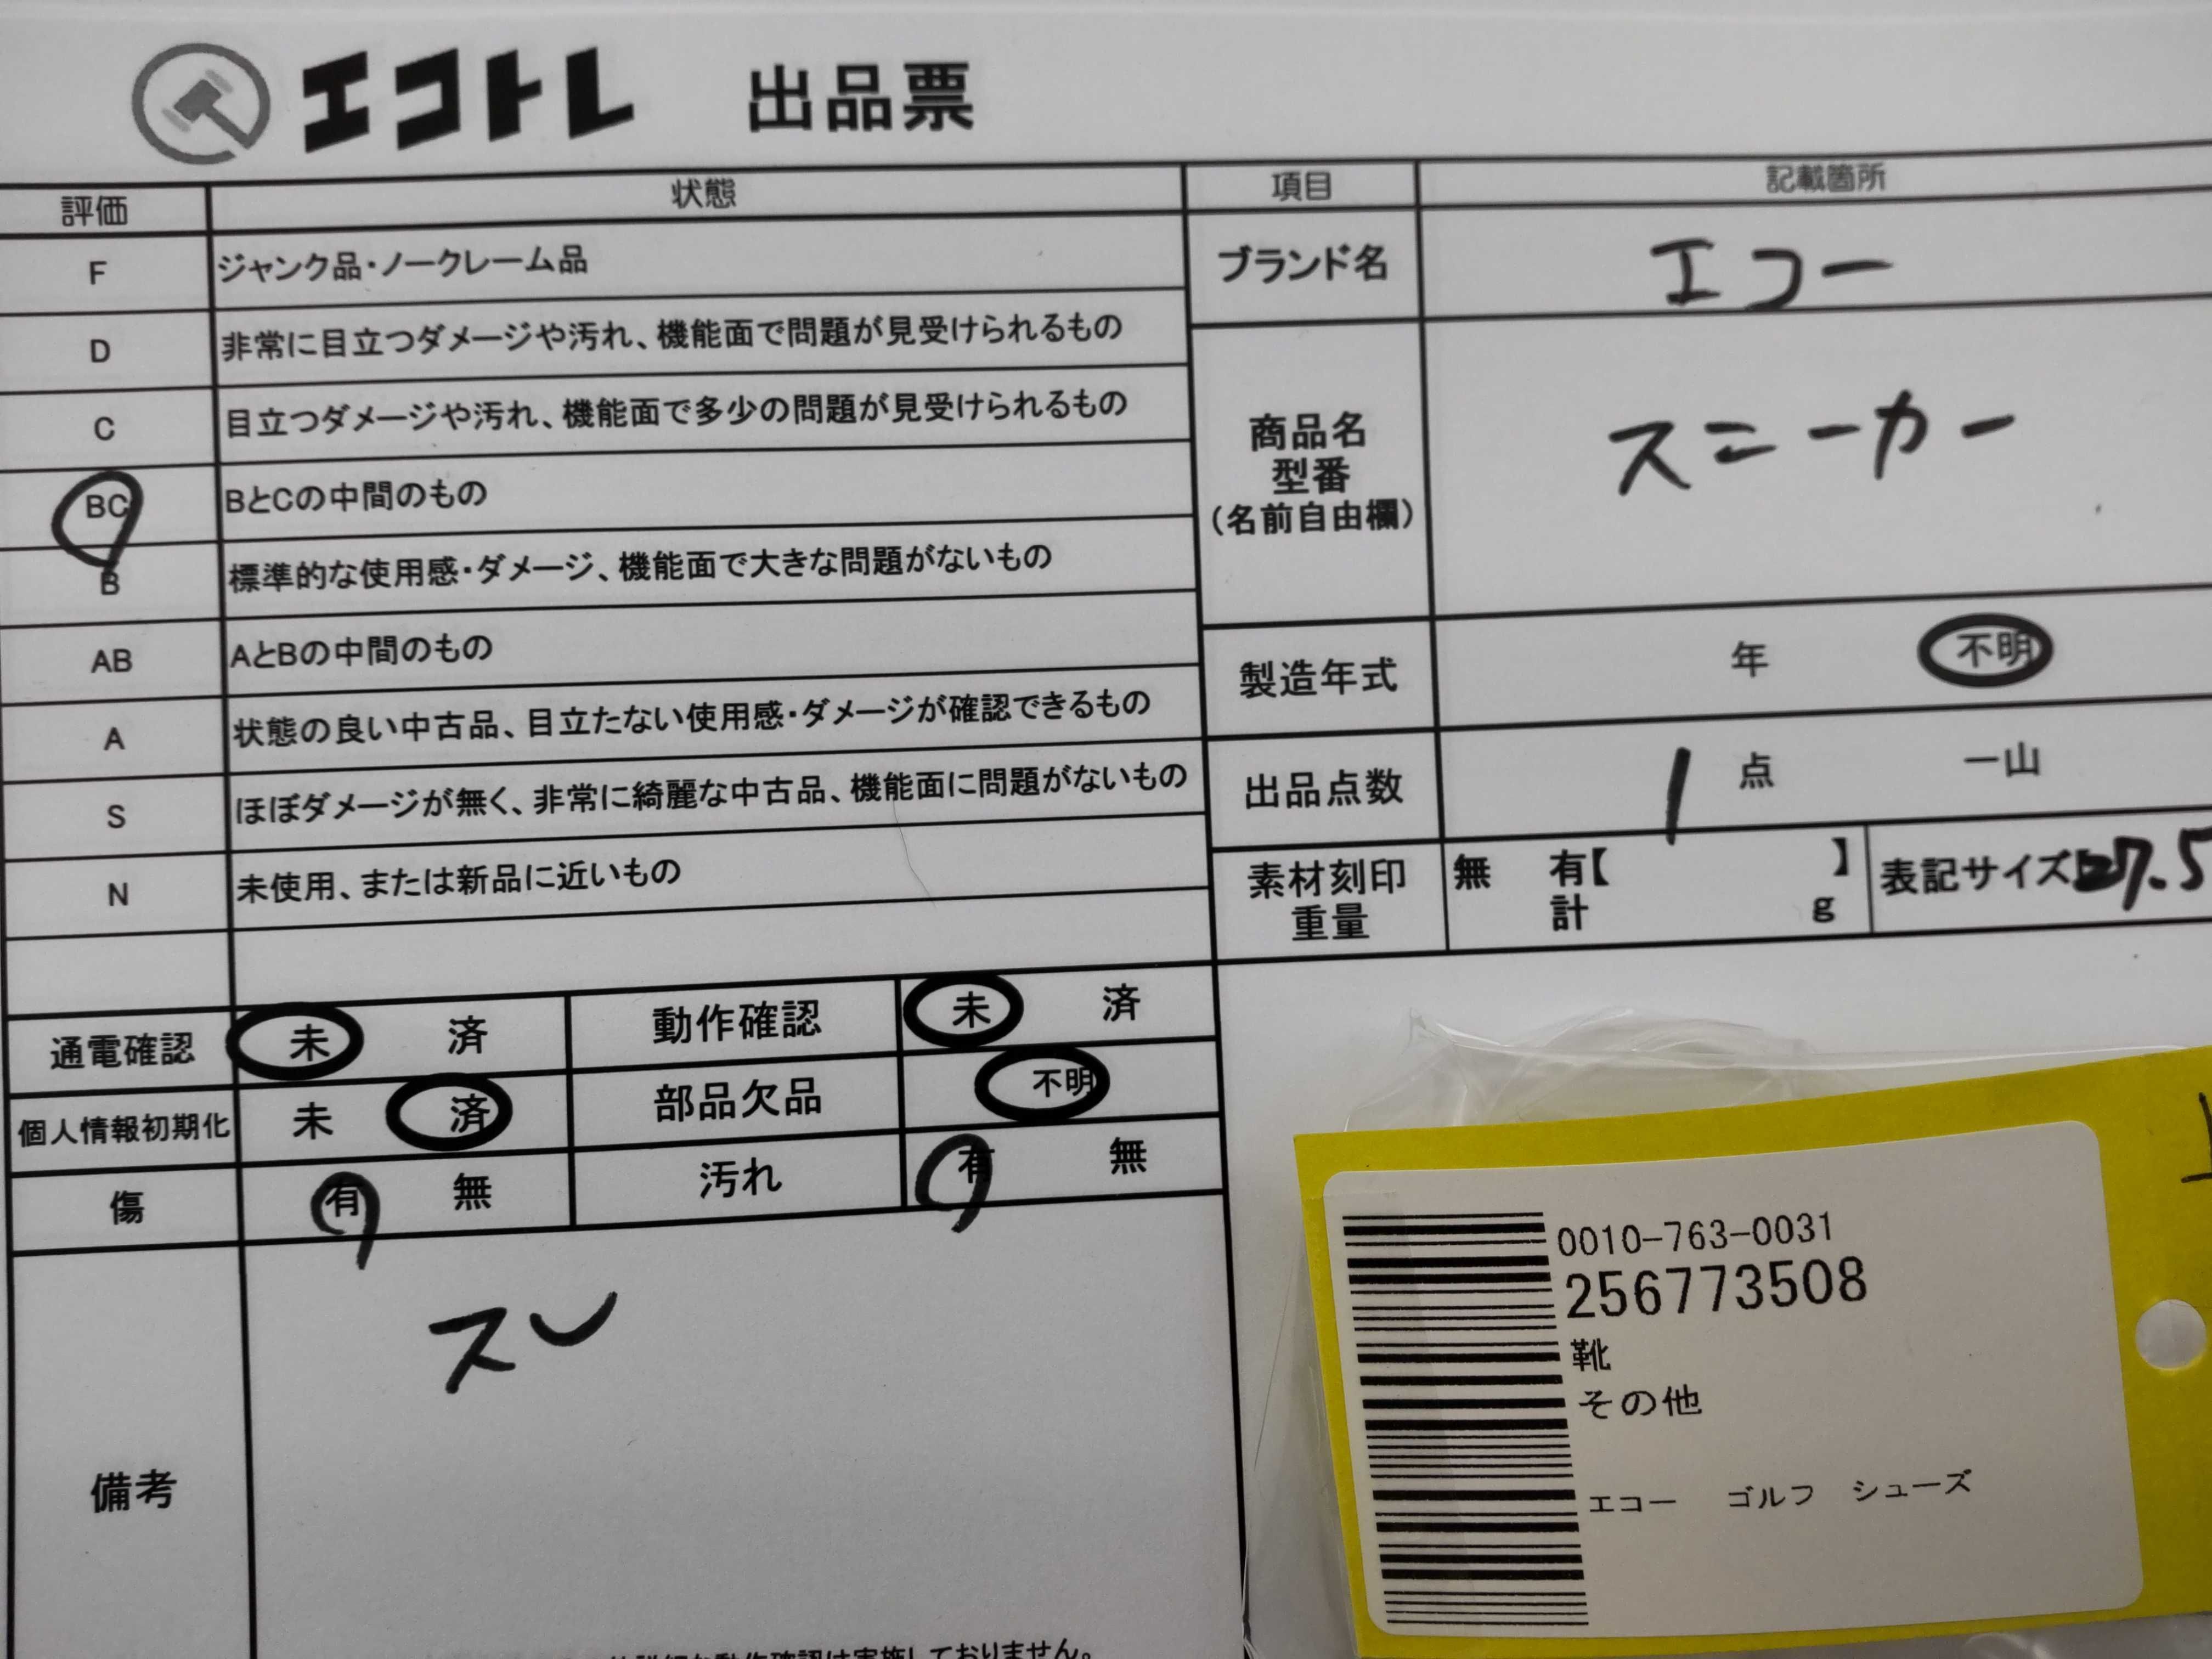 エコトレ 出品票
評価 状態 項目 記載箇所
F ジャンク品・ノークレーム品
D 非常に目立つダメージや汚れ、機能面で問題が見受けられるもの
C 目立つダメージや汚れ、機能面で多少の問題が見受けられるもの
BC BとCの中間のもの
B 標準的な使用感・ダメージ、機能面で大きな問題がないもの
AB AとBの中間のもの
A 状態の良い中古品、目立たない使用感・ダメージが確認できるもの
S ほぼダメージが無く、非常に綺麗な中古品、機能面に問題がないもの
N 未使用、または新品に近いもの
ブランド名 エコー
商品名
型番
(名前自由欄)
スニーカー
製造年式 年 不明
出品点数 1 点 一山
素材刻印 無 有【 】
重量 計 g
表記サイズ 27.5
通電確認 未 済 動作確認 未 済
個人情報初期化 未 済 部品欠品 不明
傷 有 無 汚れ 有 無
備考
スレ
動作確認は実施しておりません。
0010-763-0031
256773508
靴
その他
エコー ゴルフ シューズ